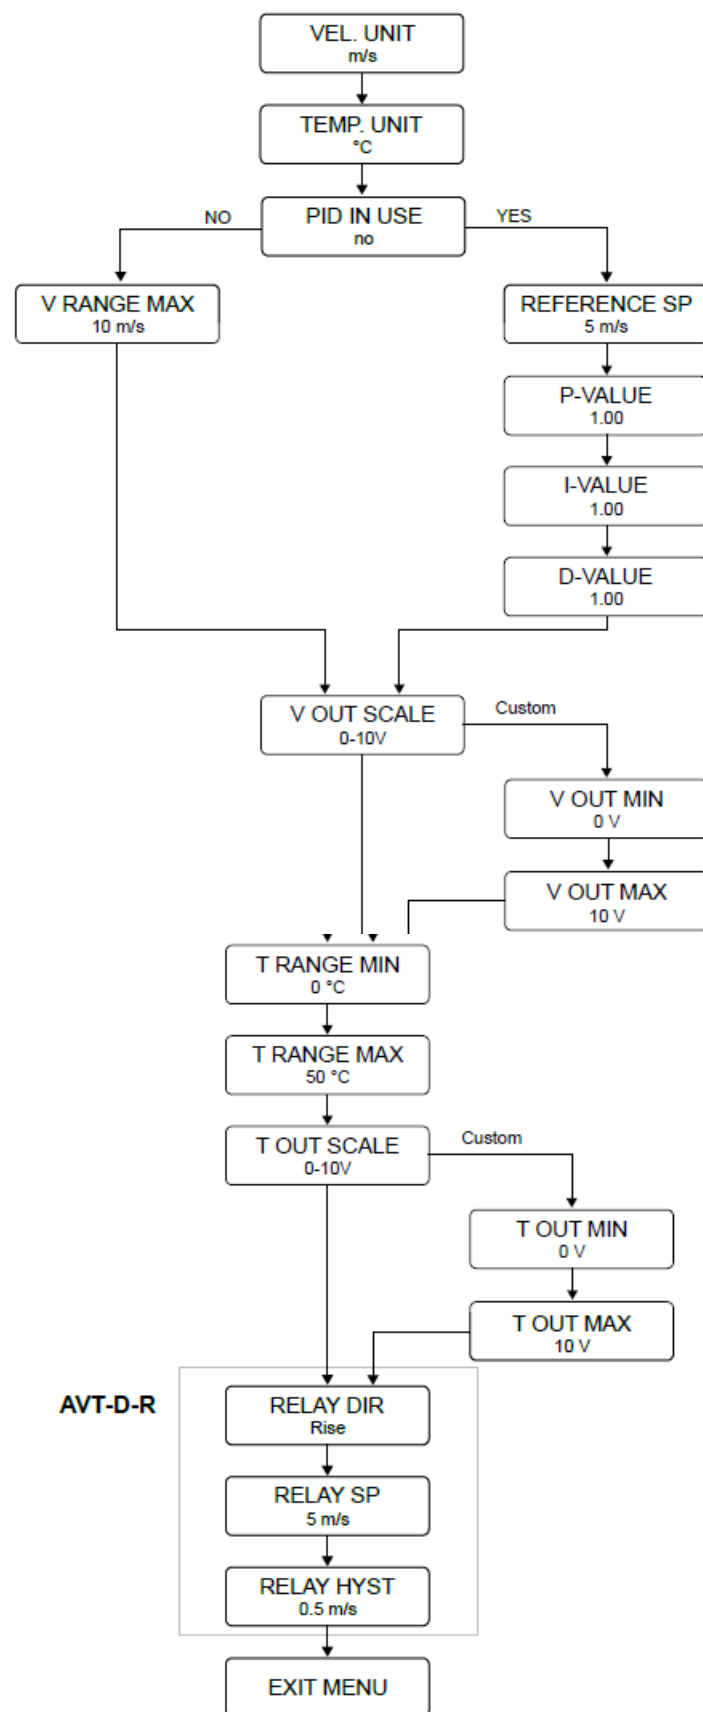 VEL. UNIT
m/s
TEMP. UNIT
°C
NO
PID IN USE
no
YES
V RANGE MAX
10 m/s
REFERENCE SP
5 m/s
P-VALUE
1.00
I-VALUE
1.00
D-VALUE
1.00
V OUT SCALE
0-10V
Custom
V OUT MIN
0 V
V OUT MAX
10 V
T RANGE MIN
0 °C
T RANGE MAX
50 °C
T OUT SCALE
0-10V
Custom
T OUT MIN
0 V
T OUT MAX
10 V
AVT-D-R
RELAY DIR
Rise
RELAY SP
5 m/s
RELAY HYST
0.5 m/s
EXIT MENU